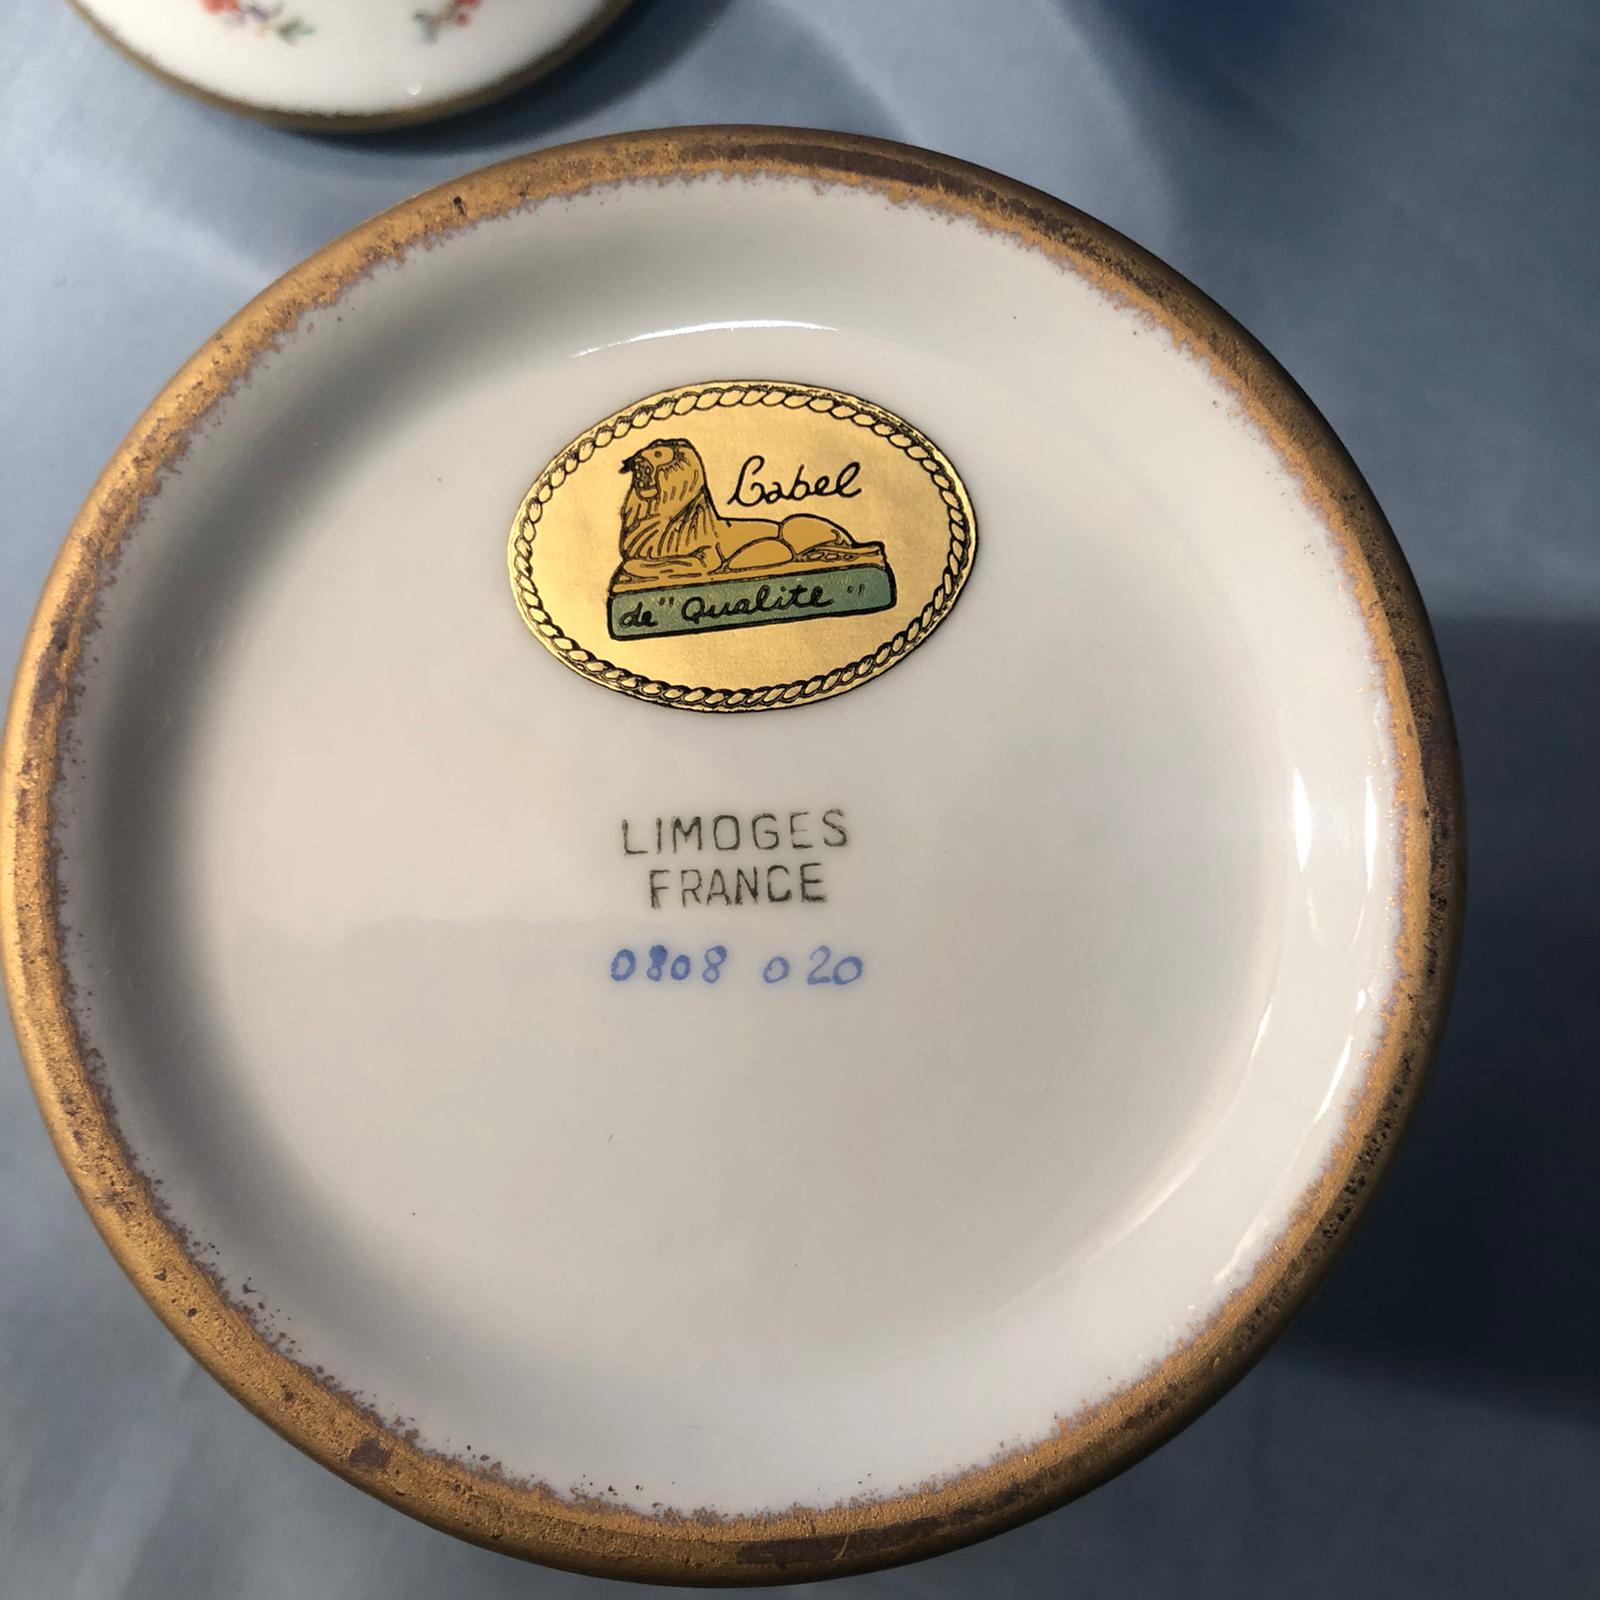 Label
de "Qualite"
LIMOGES
FRANCE
0808 020